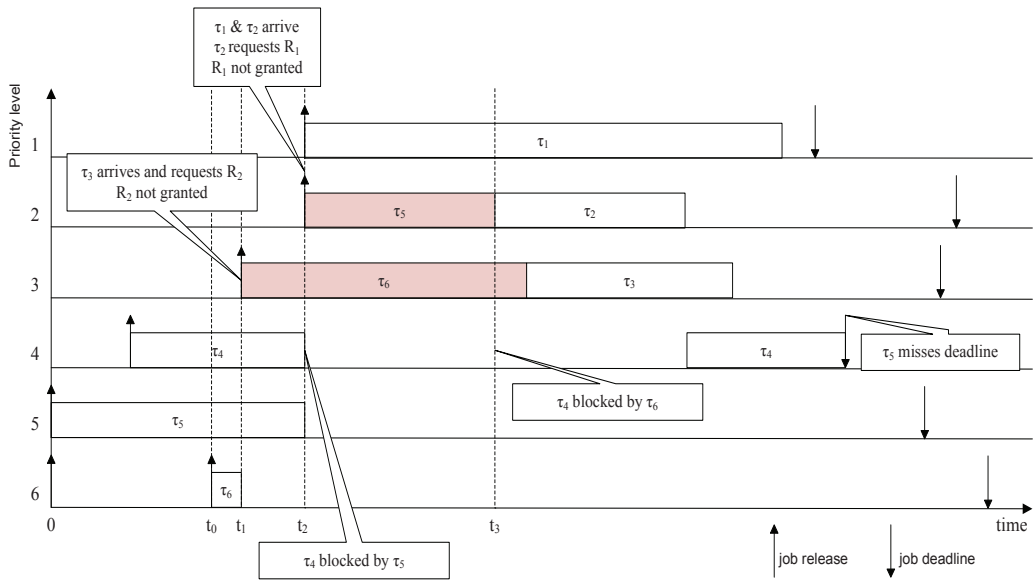 τ1 & τ2 arrive
τ2 requests R1
R1 not granted
Priority level
1
τ1
τ3 arrives and requests R2
R2 not granted
2
τ5
τ2
3
τ6
τ3
4
τ4
τ4
τ5 misses deadline
τ4 blocked by τ6
5
τ5
6
τ6
0
t0
t1
t2
t3
time
τ4 blocked by τ5
job release
job deadline